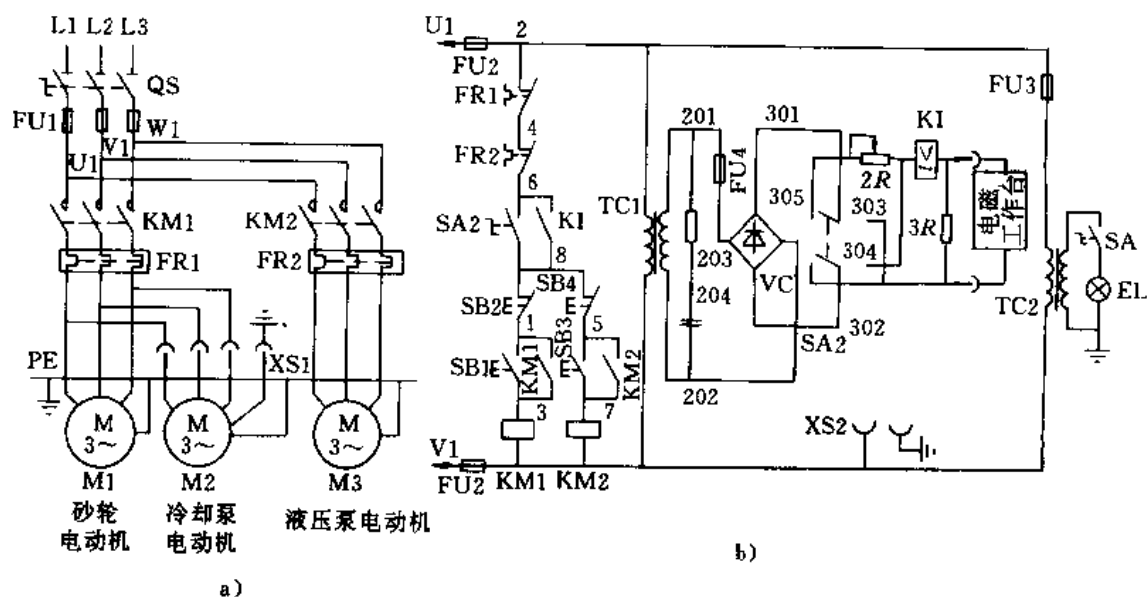 L1 L2 L3
QS
FU1
W1
V1
U1
KM1
KM2
FR1
FR2
PE
XS1
M
3～
M
3～
M
3～
M1
M2
M3
砂轮
电动机
冷却泵
电动机
液压泵电动机
a）
U1
FU2
2
FR1
4
FR2
6
SA2
KI
8
SB4
SB2
1
5
SB3
SB1
KM1
KM2
3
7
V1
FU2
KM1
KM2
TC1
201
FU4
203
204
202
VC
301
305
303
304
302
SA2
2R
KI
I<
3R
电磁
工作台
FU3
TC2
SA
EL
XS2
b）